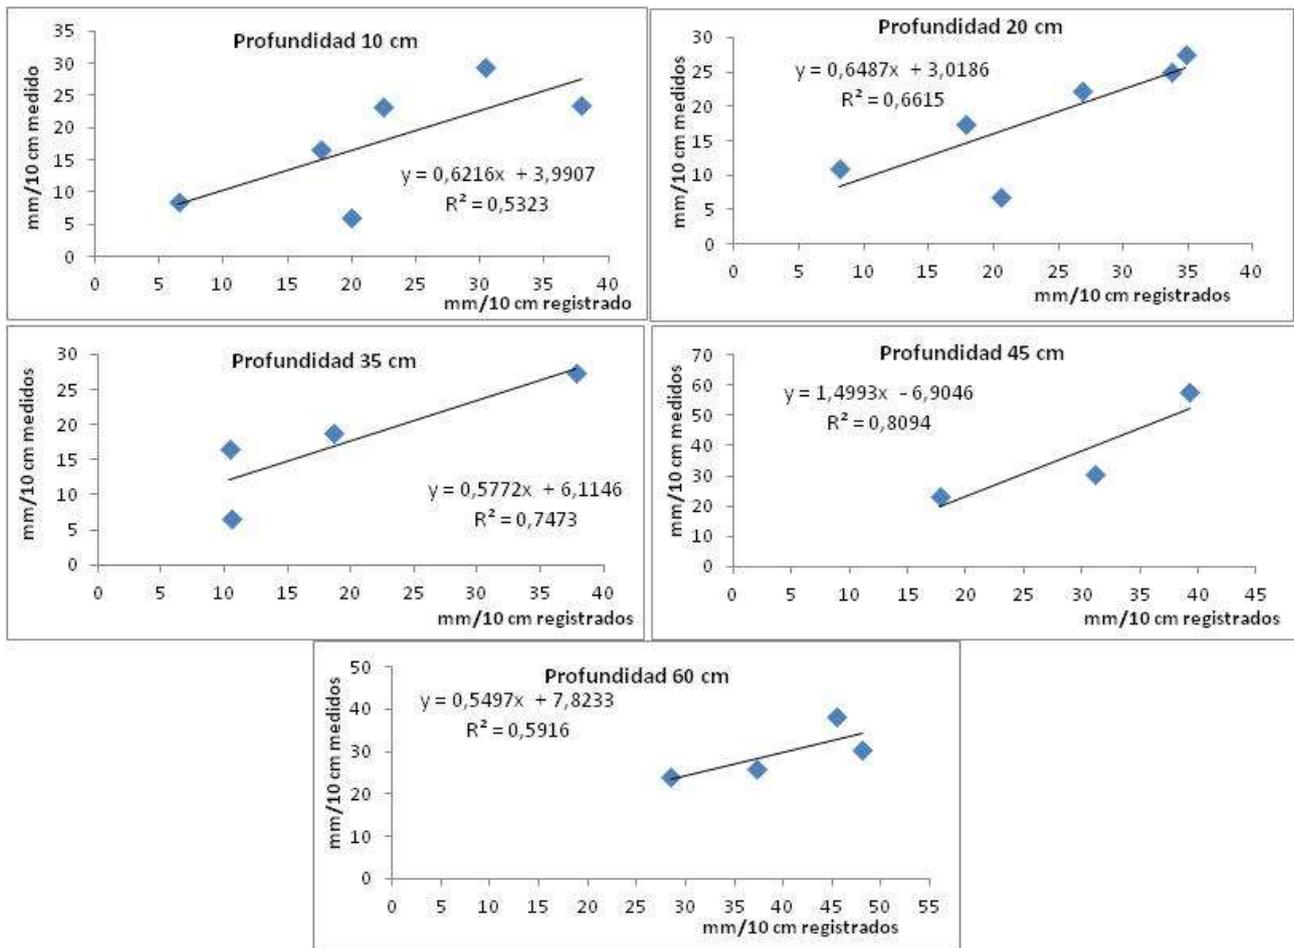 Profundidad 10 cm
mm/10 cm medido
35
30
25
20
15
10
5
0
y = 0,6216x + 3,9907
R² = 0,5323
0 5 10 15 20 25 30 35 40
mm/10 cm registrado
Profundidad 20 cm
mm/10 cm medidos
30
25
20
15
10
5
0
y = 0,6487x + 3,0186
R² = 0,6615
0 5 10 15 20 25 30 35 40
mm/10 cm registrados
Profundidad 35 cm
mm/10 cm medidos
30
25
20
15
10
5
0
y = 0,5772x + 6,1146
R² = 0,7473
0 5 10 15 20 25 30 35 40
mm/10 cm registrados
Profundidad 45 cm
mm/10 cm medidos
70
60
50
40
30
20
10
0
y = 1,4993x - 6,9046
R² = 0,8094
0 5 10 15 20 25 30 35 40 45
mm/10 cm registrados
Profundidad 60 cm
mm/10 cm medidos
50
40
30
20
10
0
y = 0,5497x + 7,8233
R² = 0,5916
0 5 10 15 20 25 30 35 40 45 50 55
mm/10 cm registrados